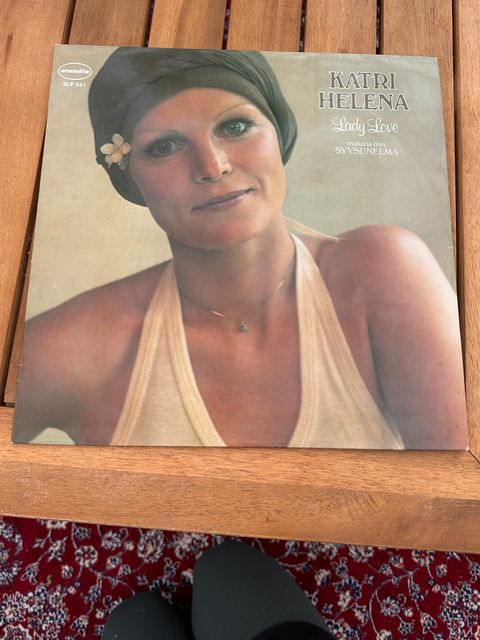 scandia
SLP 641
KATRI
HELENA
Lady Love
mukana mm
SYYSUNELMA